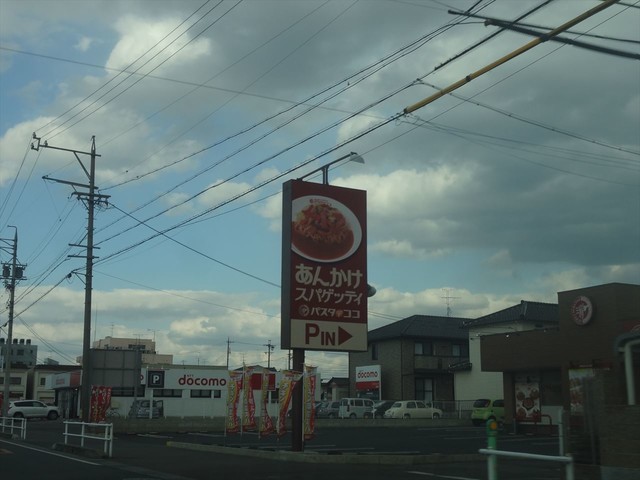 あんかけ
スパゲッティ
パスタ・デ・ココ
P IN▶
P
docomo
docomo